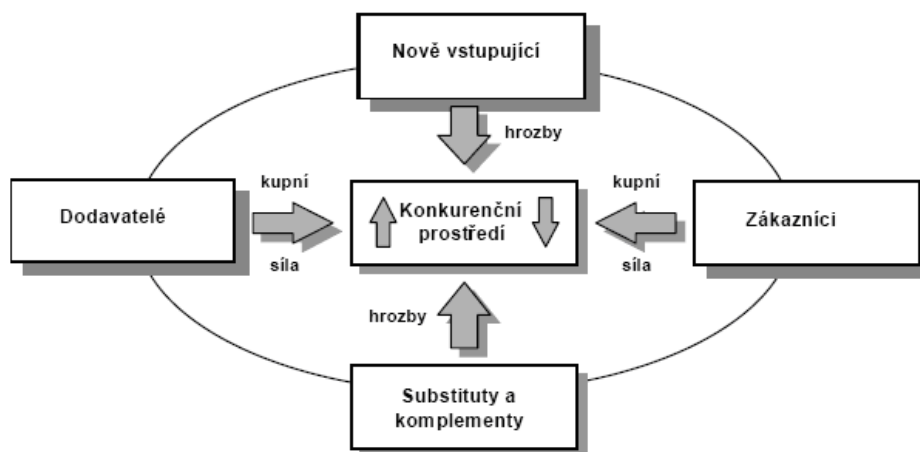 Nově vstupující
hrozby
kupní
Dodavatelé
síla
Konkurenční
prostředí
kupní
Zákazníci
síla
hrozby
Substituty a
komplementy